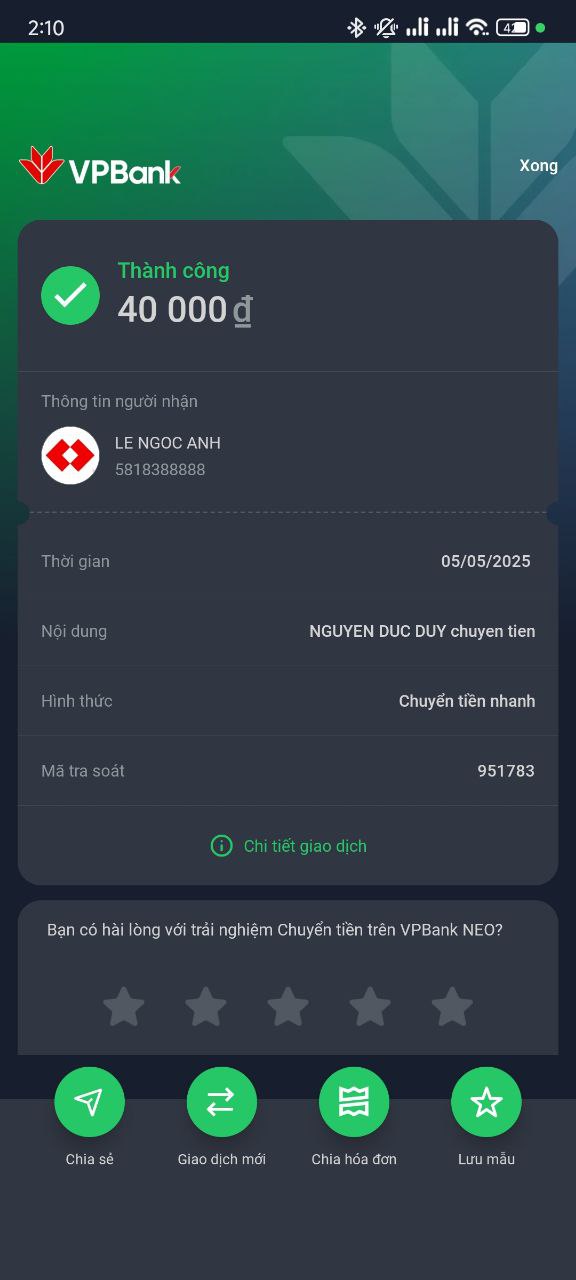 2:10
42
VPBank
Xong
Thành công
40 000 ₫
Thông tin người nhận
LE NGOC ANH
5818388888
Thời gian
05/05/2025
Nội dung
NGUYEN DUC DUY chuyen tien
Hình thức
Chuyển tiền nhanh
Mã tra soát
951783
Chi tiết giao dịch
Bạn có hài lòng với trải nghiệm Chuyển tiền trên VPBank NEO?
Chia sẻ
Giao dịch mới
Chia hóa đơn
Lưu mẫu